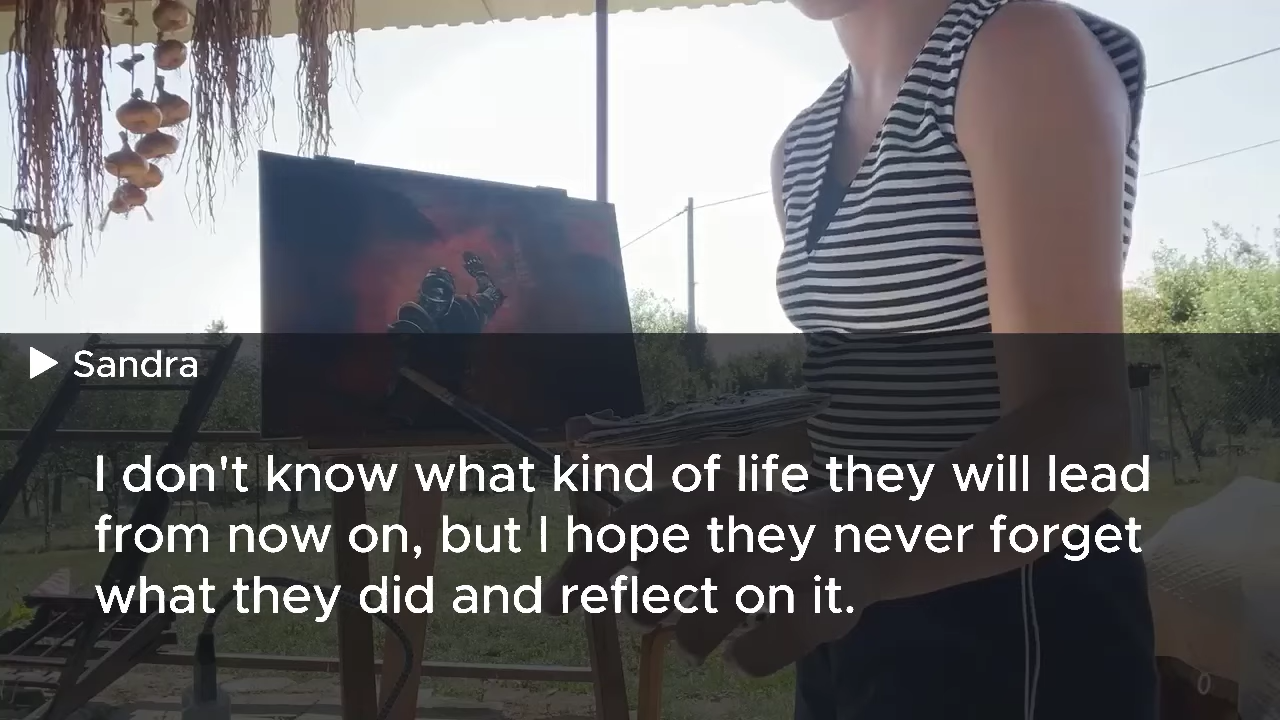 Sandra
I don't know what kind of life they will lead
from now on, but I hope they never forget
what they did and reflect on it.